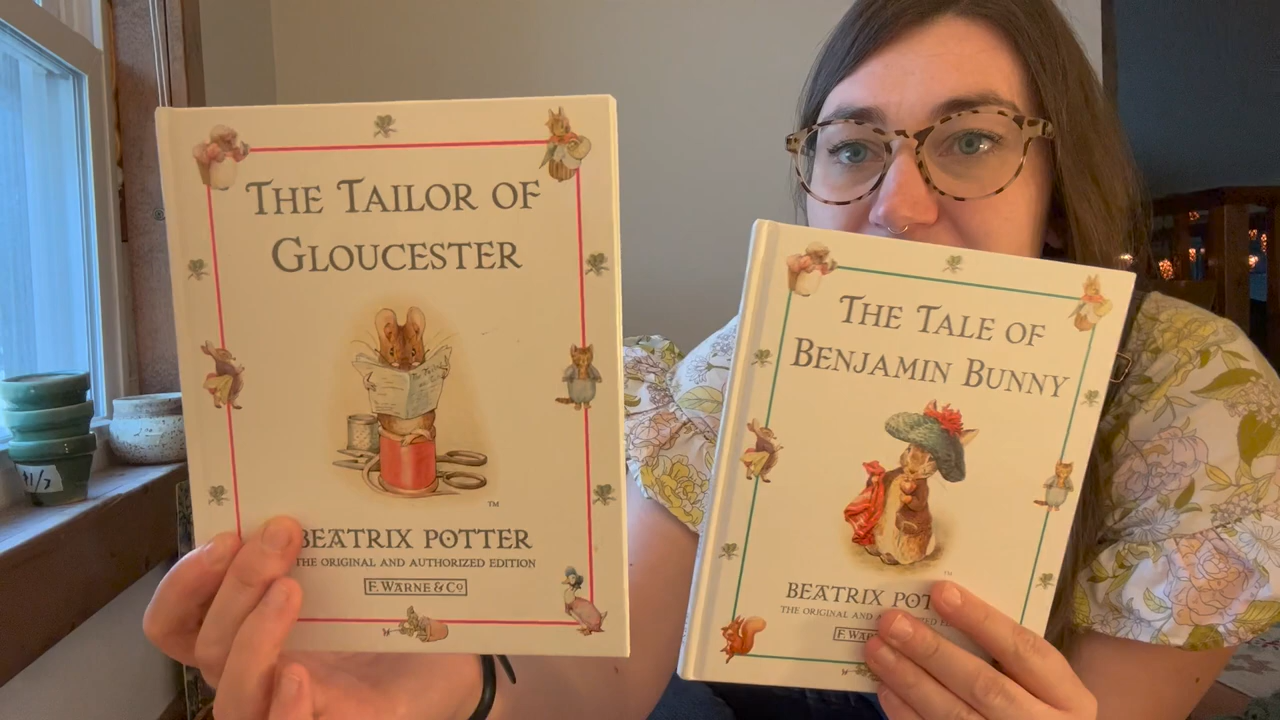 THE TAILOR OF
GLOUCESTER
TM
BEATRIX POTTER
THE ORIGINAL AND AUTHORIZED EDITION
F. WARNE & CO
THE TALE OF
BENJAMIN BUNNY
TM
BEATRIX POT
THE ORIGINAL AND
F. WAR